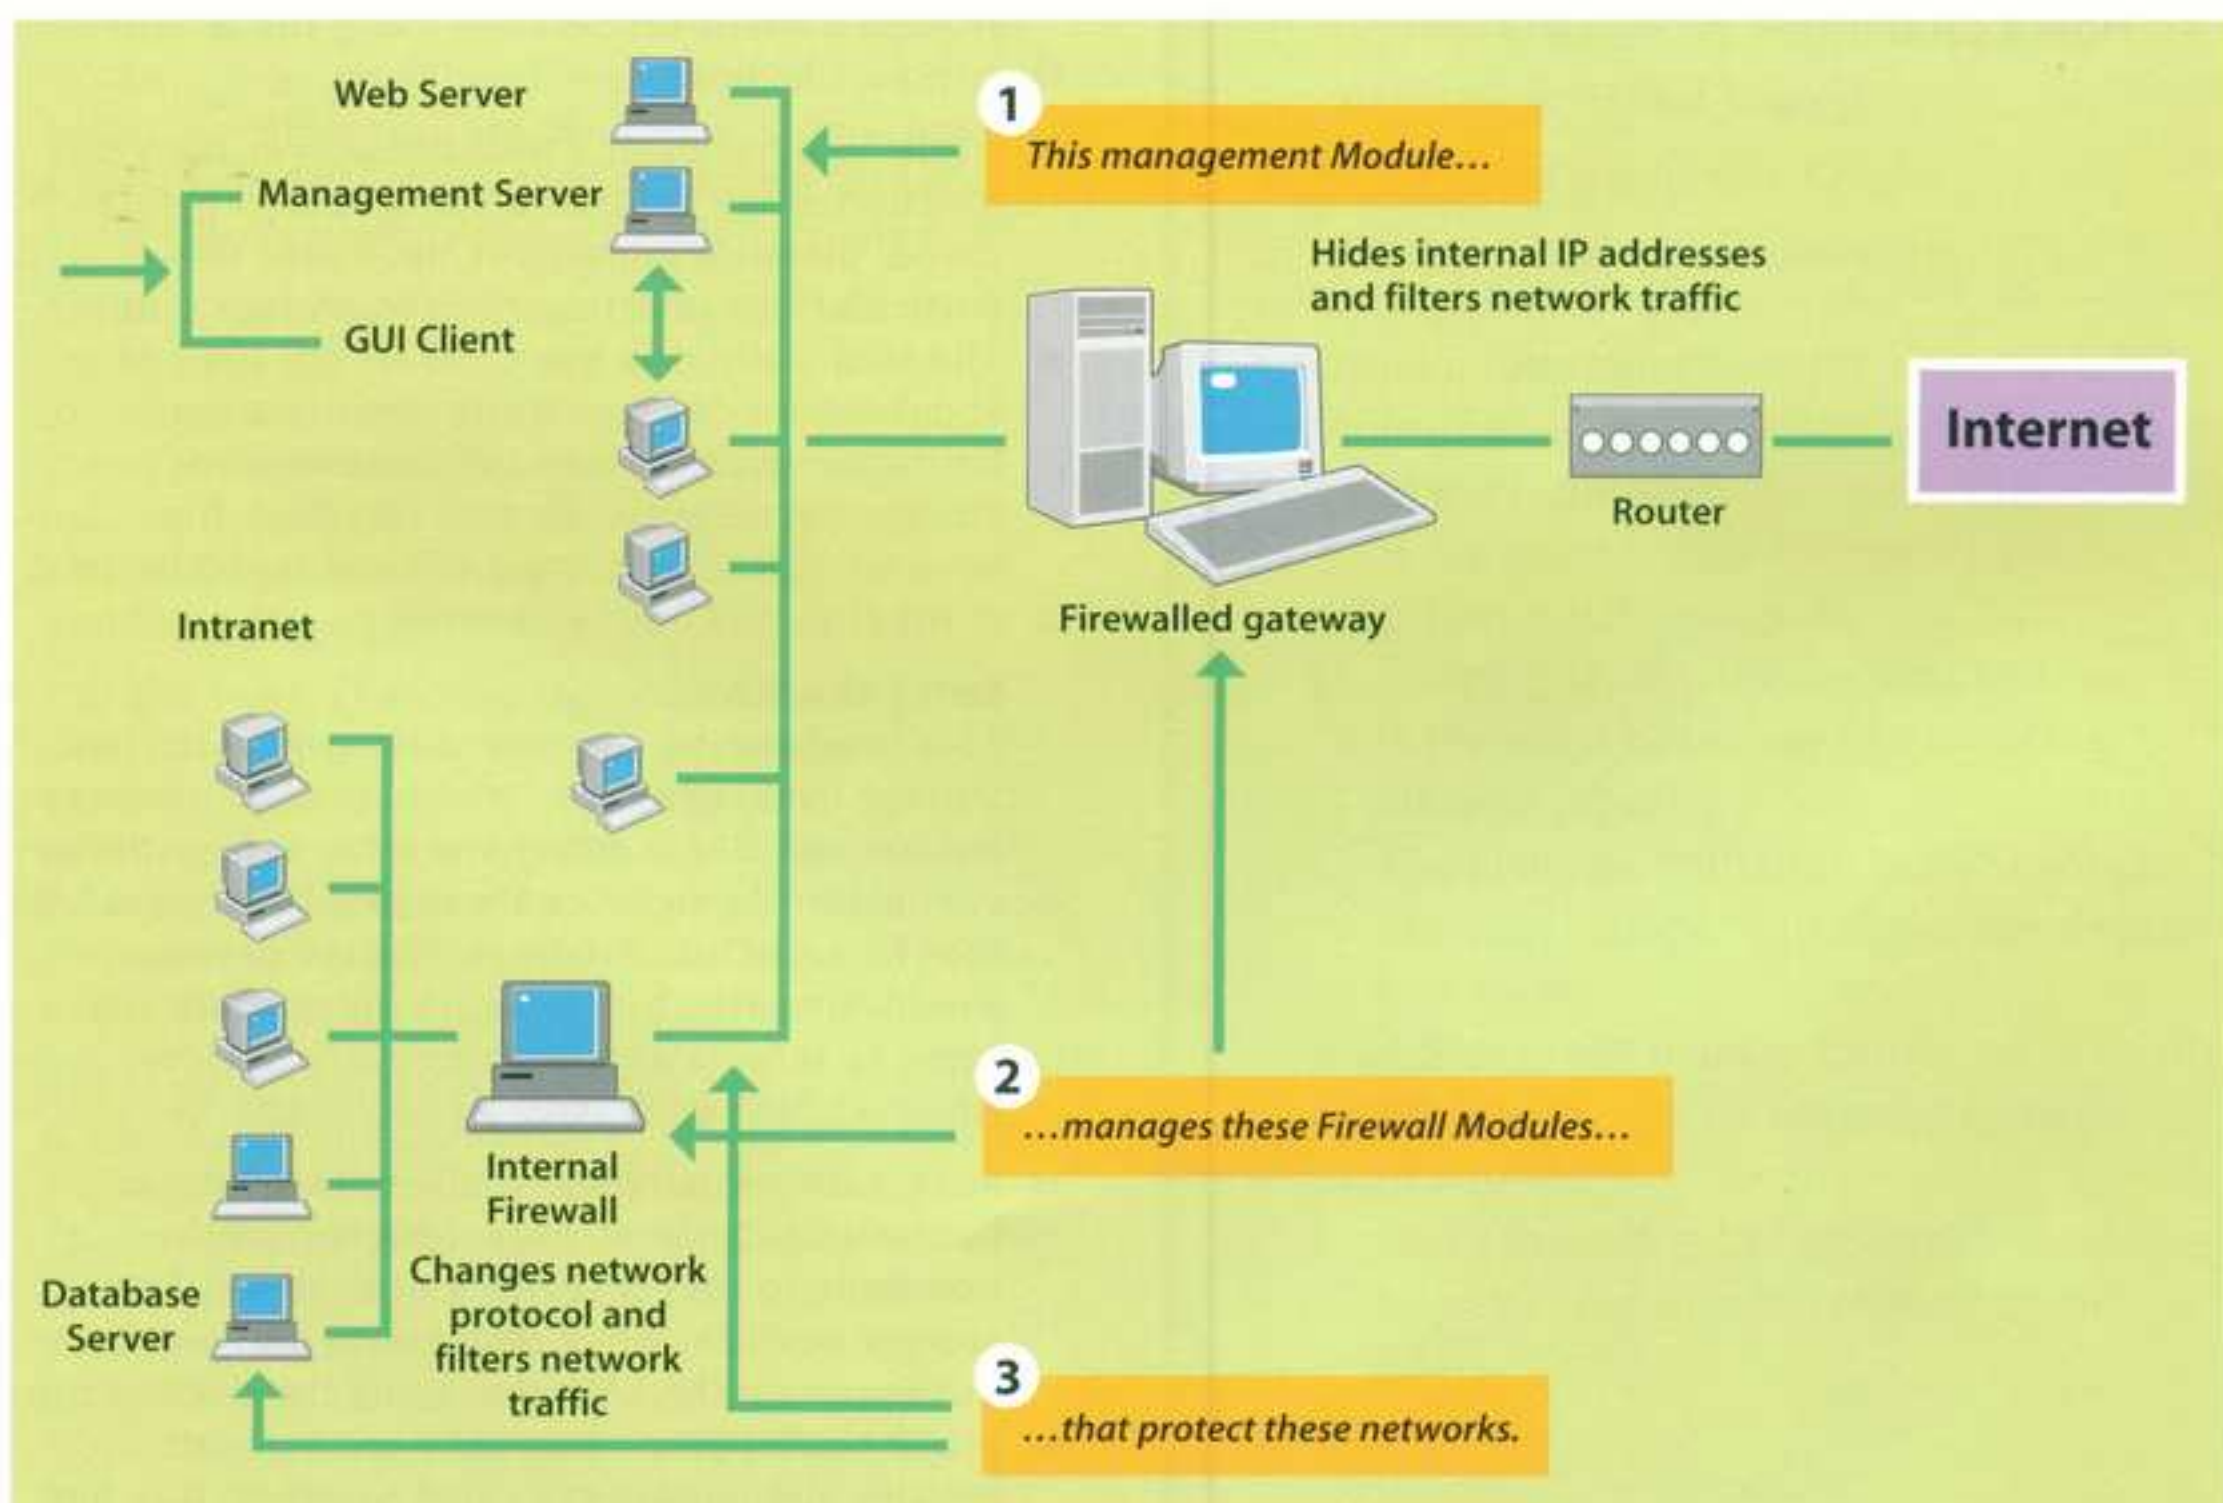 Web Server
1
This management Module...
Management Server
Hides internal IP addresses
and filters network traffic
GUI Client
Internet
Router
Firewalled gateway
Intranet
2
...manages these Firewall Modules...
Internal
Firewall
Changes network
protocol and
filters network
traffic
Database
Server
3
...that protect these networks.